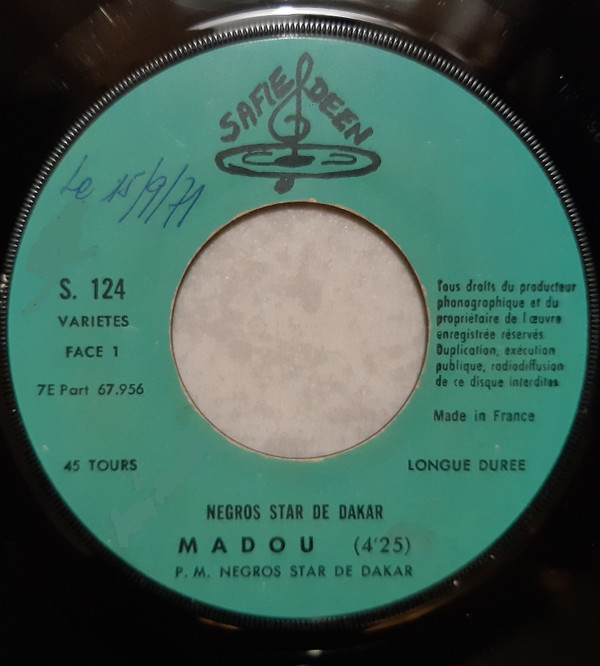 SAFIE DEEN
Le 15/9/71
S. 124
VARIETES
FACE 1
7E Part 67.956
Tous droits du producteur
phonographique et du
propriétaire de l'œuvre
enregistrée réservés.
Duplication, exécution
publique, radiodiffusion
de ce disque interdites
Made in France
45 TOURS
LONGUE DUREE
NEGROS STAR DE DAKAR
MADOU (4'25)
P. M. NEGROS STAR DE DAKAR